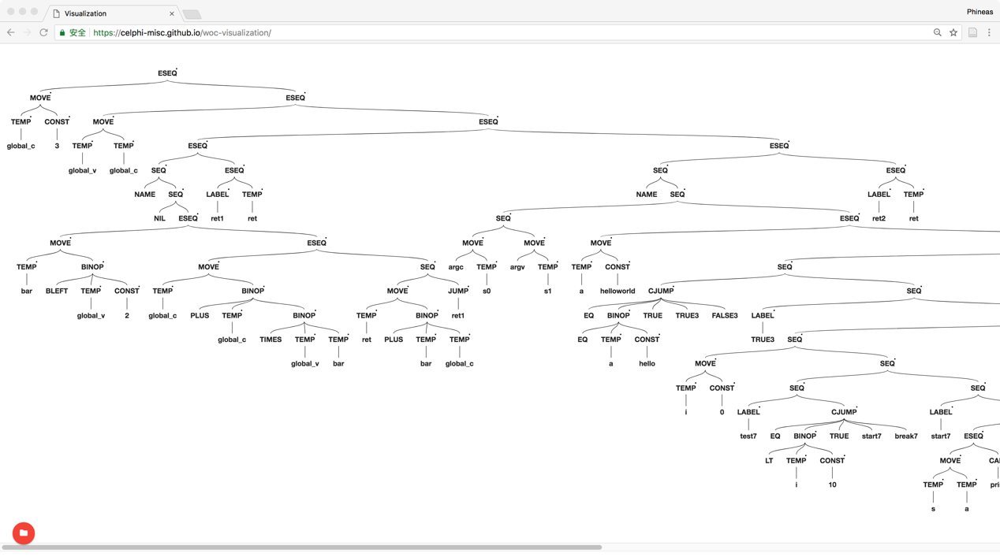 Visualization
Phineas
安全 https://celphi-misc.github.io/woc-visualization/
ESEQ
MOVE ESEQ
TEMP CONST MOVE ESEQ
global_c 3 TEMP TEMP ESEQ ESEQ
global_v global_c SEQ ESEQ SEQ ESEQ
NAME SEQ LABEL TEMP NAME SEQ LABEL TEMP
NIL ESEQ ret1 ret SEQ ESEQ ret2 ret
MOVE ESEQ MOVE MOVE MOVE
TEMP BINOP MOVE SEQ argc TEMP argv TEMP TEMP CONST SEQ
bar BLEFT TEMP CONST TEMP BINOP MOVE JUMP s0 s1 a helloworld CJUMP SEQ
global_v 2 global_c PLUS TEMP BINOP TEMP BINOP ret1 EQ BINOP TRUE TRUE3 FALSE3 LABEL
global_c TIMES TEMP TEMP ret PLUS TEMP TEMP EQ TEMP CONST TRUE3 SEQ
global_v bar bar global_c a hello MOVE SEQ
TEMP CONST SEQ SEQ
i 0 LABEL CJUMP LABEL
test7 EQ BINOP TRUE start7 break7 start7 ESEQ
LT TEMP CONST MOVE
i 10 TEMP TEMP
s a